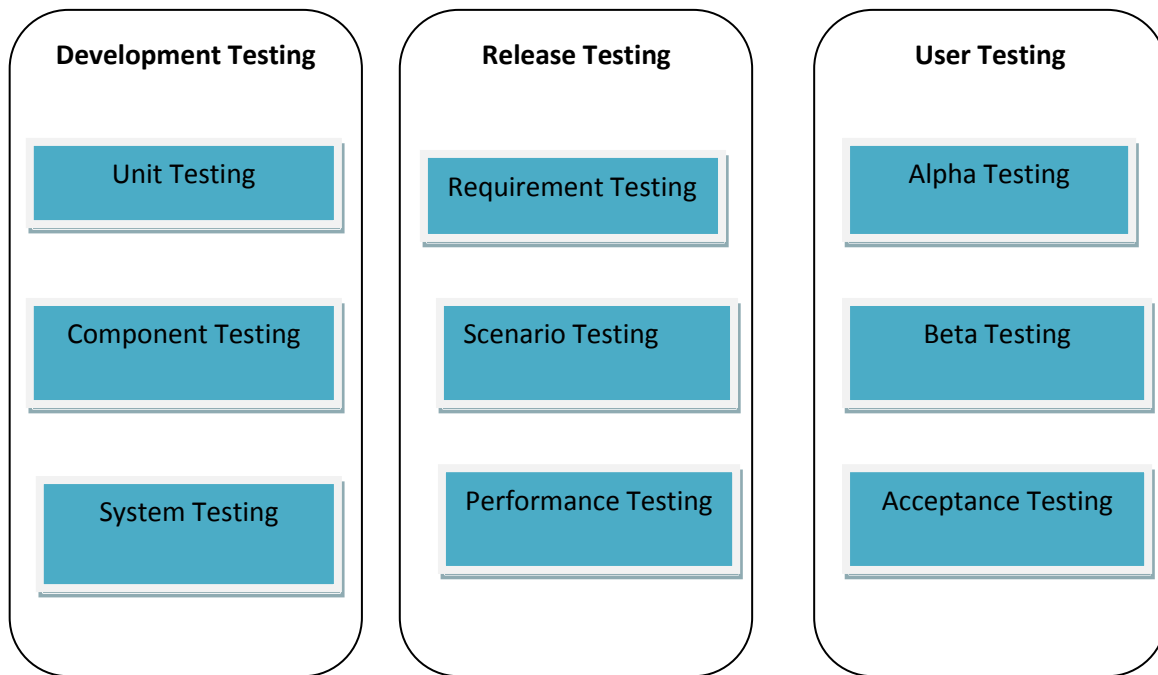 Development Testing
Unit Testing
Component Testing
System Testing
Release Testing
Requirement Testing
Scenario Testing
Performance Testing
User Testing
Alpha Testing
Beta Testing
Acceptance Testing